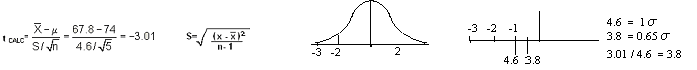 t CALC = X̄ – μ / S/√n = 67.8 – 74 / 4.6/√5 = –3.01
S= √ (x - x̄)² / n- 1
-3 -2 2
-3 -2 -1
4.6 3.8
4.6 = 1 σ
3.8 = 0.65 σ
3.01 / 4.6 = 3.8